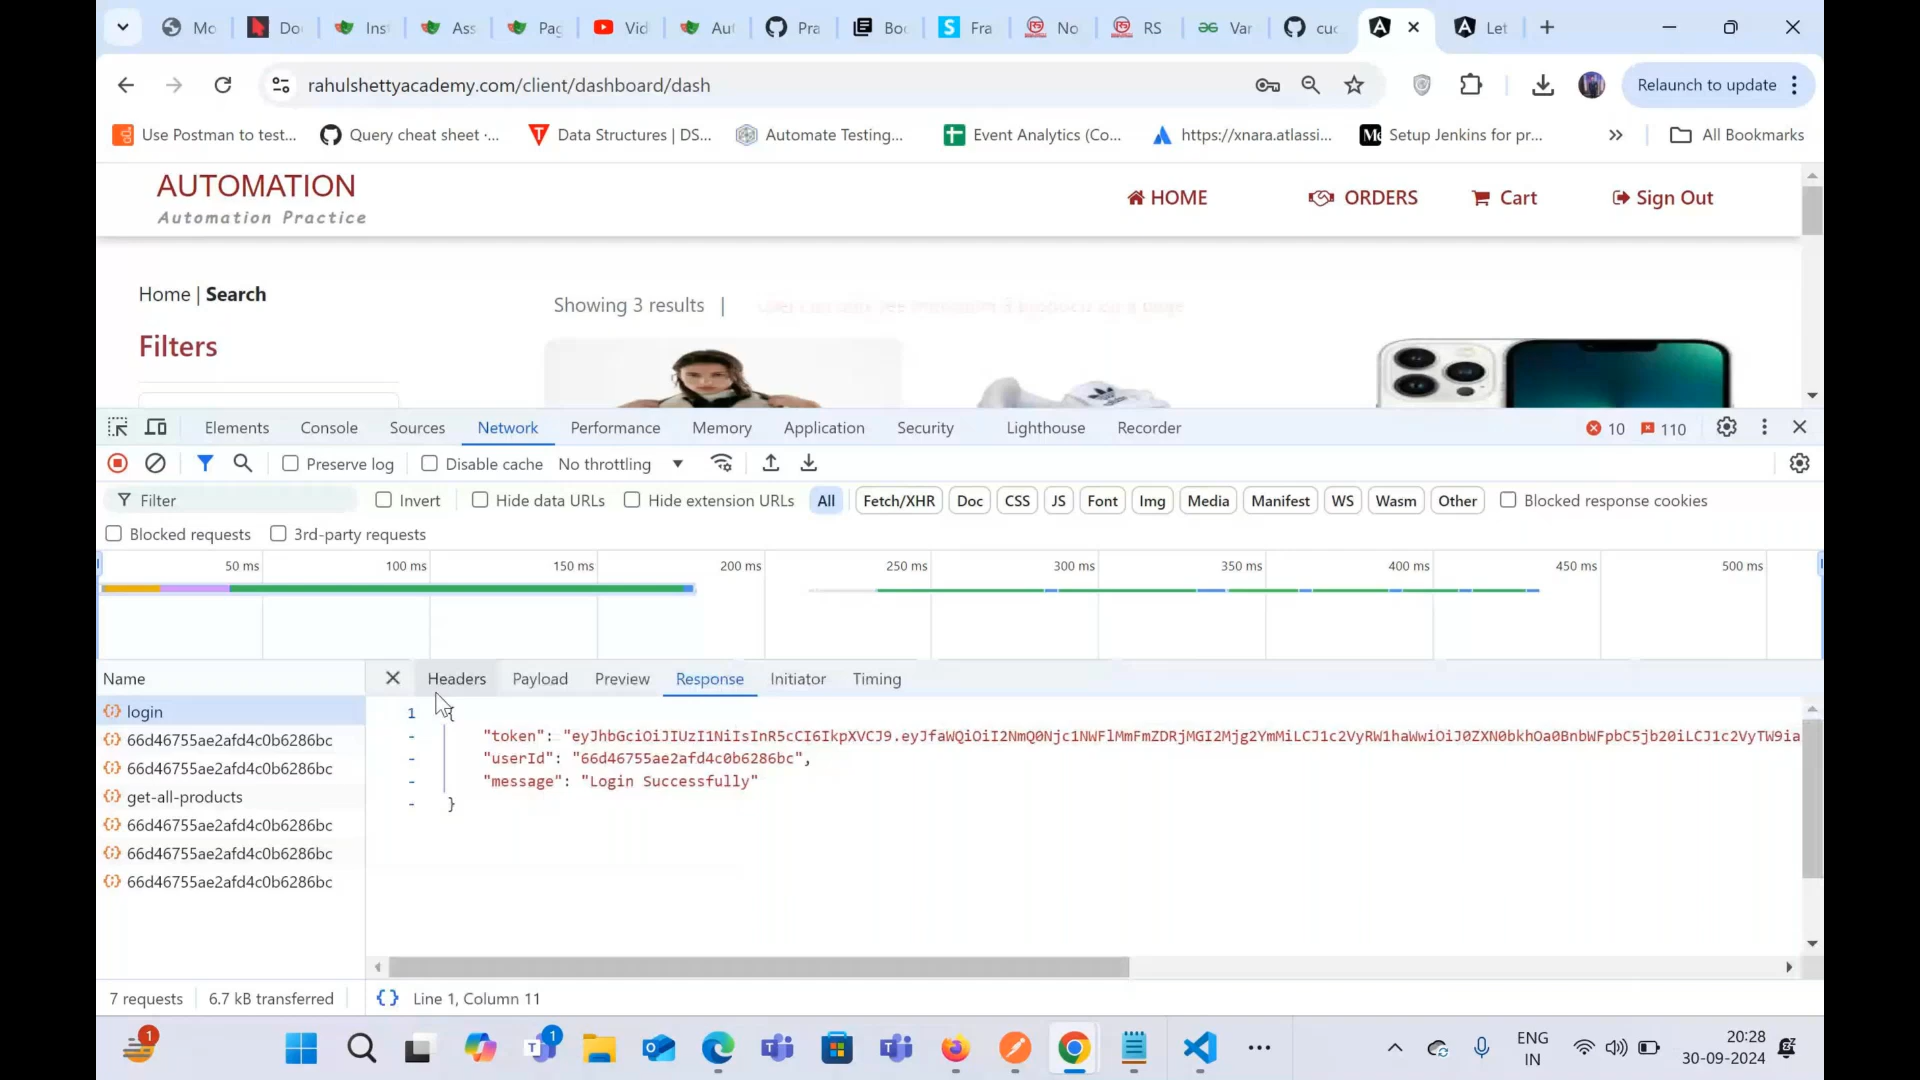 Mo
Do
Inst
Ass
Pag
Vid
Aut
Pra
Boo
Fra
No
RS
Var
cuc
Let
rahulshettyacademy.com/client/dashboard/dash
Relaunch to update
Use Postman to test...
Query cheat sheet ·...
Data Structures | DS...
Automate Testing...
Event Analytics (Co...
https://xnara.atlassi...
Setup Jenkins for pr...
All Bookmarks
AUTOMATION
Automation Practice
HOME
ORDERS
Cart
Sign Out
Home | Search
Showing 3 results |
Filters
Elements
Console
Sources
Network
Performance
Memory
Application
Security
Lighthouse
Recorder
10
110
Preserve log
Disable cache
No throttling
Filter
Invert
Hide data URLs
Hide extension URLs
All
Fetch/XHR
Doc
CSS
JS
Font
Img
Media
Manifest
WS
Wasm
Other
Blocked response cookies
Blocked requests
3rd-party requests
50 ms
100 ms
150 ms
200 ms
250 ms
300 ms
350 ms
400 ms
450 ms
500 ms
Name
Headers
Payload
Preview
Response
Initiator
Timing
login
66d46755ae2afd4c0b6286bc
66d46755ae2afd4c0b6286bc
get-all-products
66d46755ae2afd4c0b6286bc
66d46755ae2afd4c0b6286bc
66d46755ae2afd4c0b6286bc
1 {
- "token": "eyJhbGciOiJIUzI1NiIsInR5cCI6IkpXVCJ9.eyJfaWQiOiI2NmQ0Njc1NWFlMmFmZDRjMGI2Mjg2YmMiLCJ1c2VyRW1haWwiOiJ0ZXN0bkhOa0BnbWFpbC5jb20iLCJ1c2VyTW9ia
- "userId": "66d46755ae2afd4c0b6286bc",
- "message": "Login Successfully"
- }
7 requests
6.7 kB transferred
{} Line 1, Column 11
1
1
ENG
IN
20:28
30-09-2024